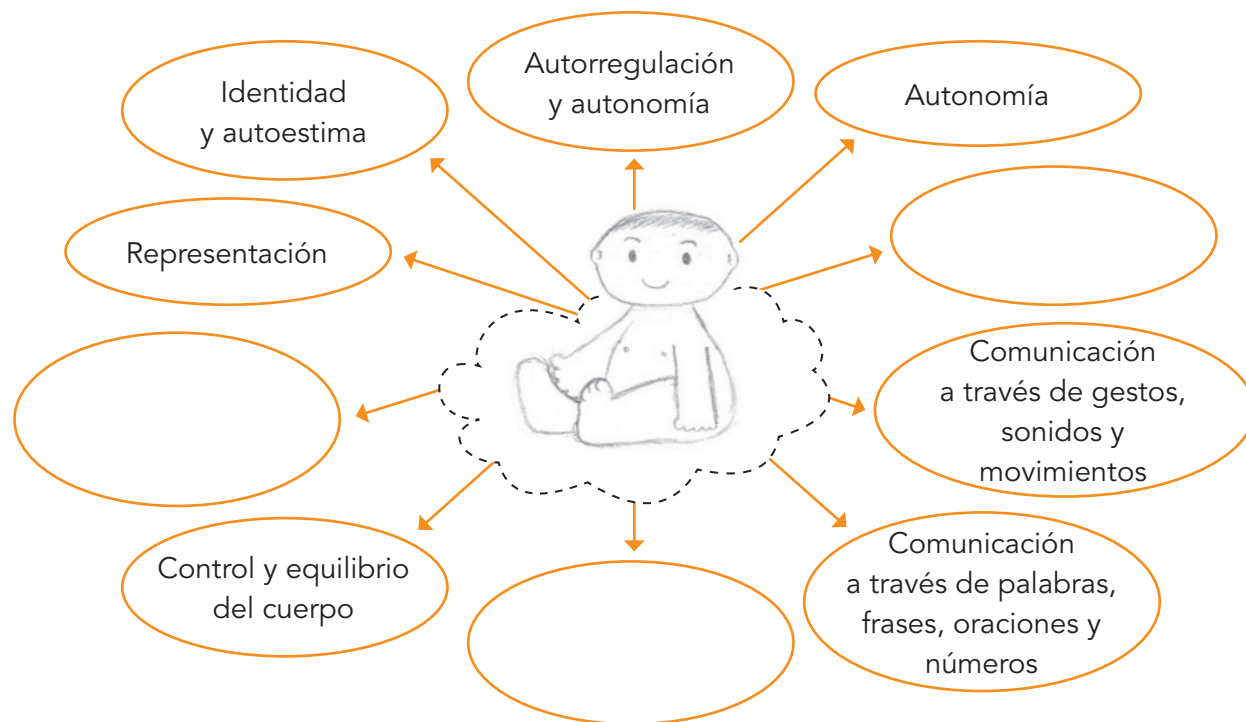 Identidad
y autoestima
Autorregulación
y autonomía
Autonomía
Representación
Comunicación
a través de gestos,
sonidos y
movimientos
Control y equilibrio
del cuerpo
Comunicación
a través de palabras,
frases, oraciones y
números